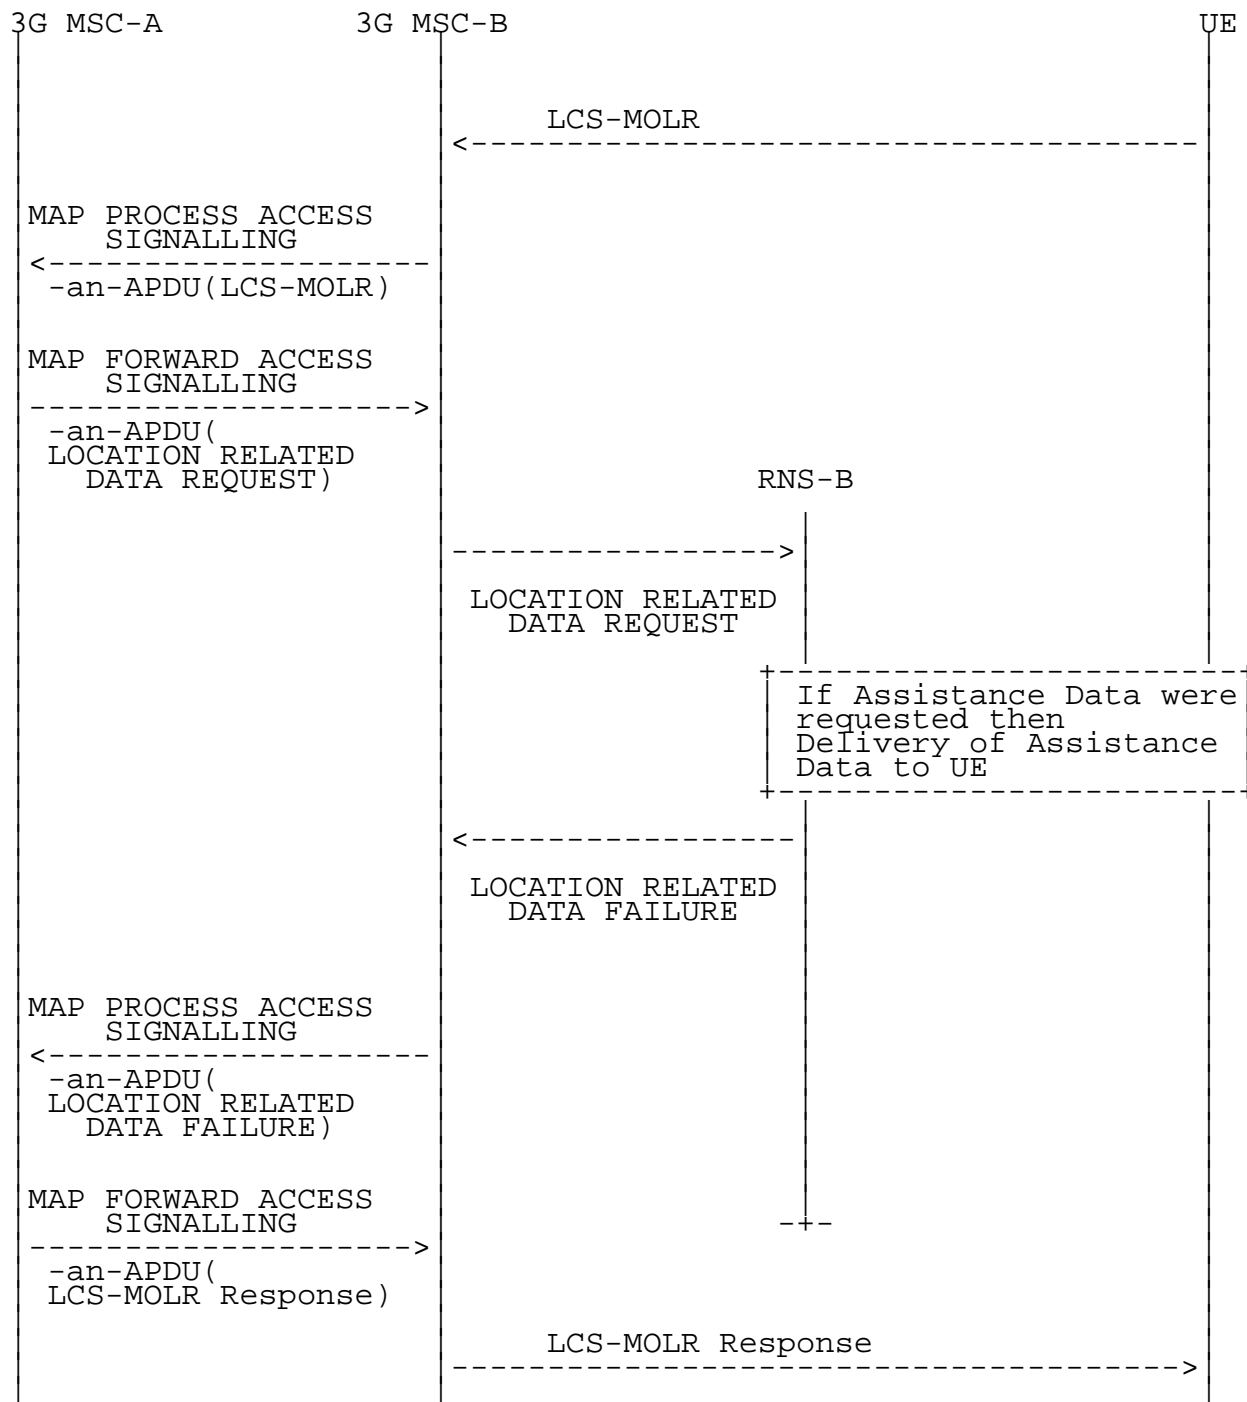 3G MSC-A 3G MSC-B UE
LCS-MOLR
MAP PROCESS ACCESS
SIGNALLING
-an-APDU(LCS-MOLR)
MAP FORWARD ACCESS
SIGNALLING
-an-APDU(
LOCATION RELATED
DATA REQUEST)
RNS-B
LOCATION RELATED
DATA REQUEST
If Assistance Data were
requested then
Delivery of Assistance
Data to UE
LOCATION RELATED
DATA FAILURE
MAP PROCESS ACCESS
SIGNALLING
-an-APDU(
LOCATION RELATED
DATA FAILURE)
MAP FORWARD ACCESS
SIGNALLING
-an-APDU(
LCS-MOLR Response)
LCS-MOLR Response